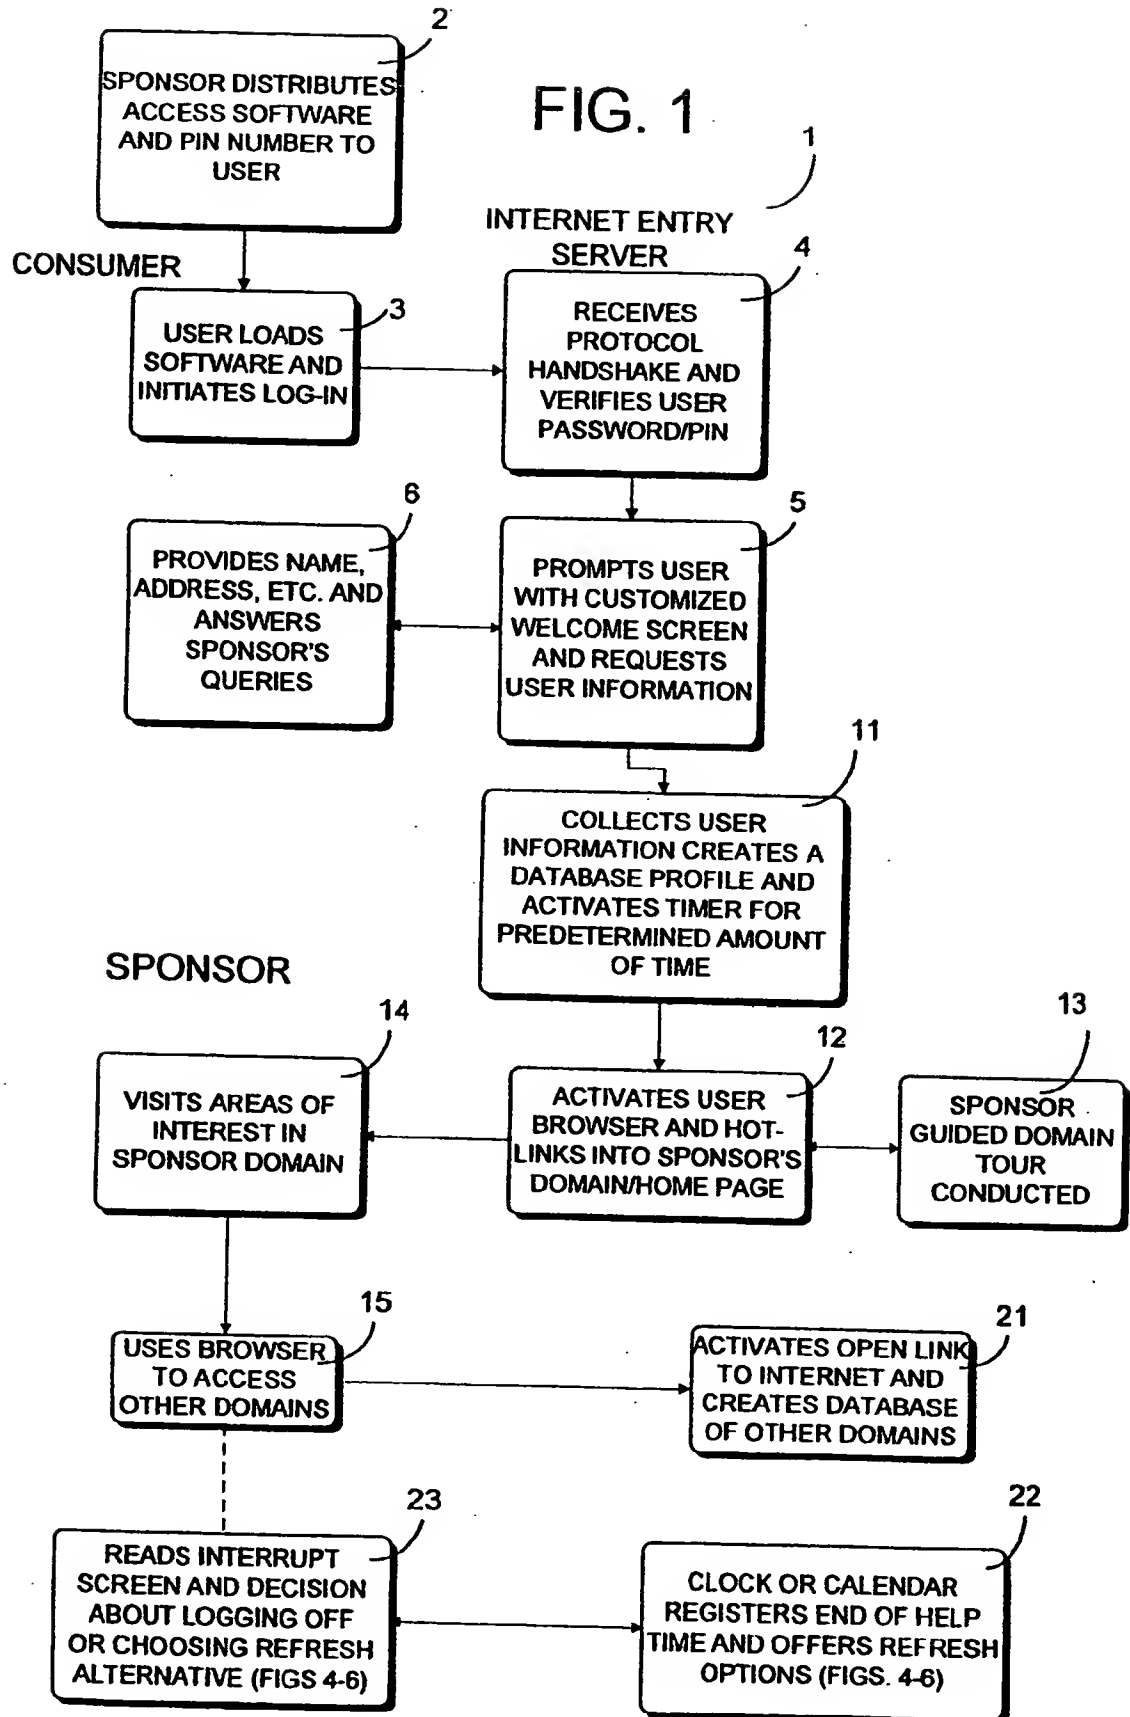 2
SPONSOR DISTRIBUTES
ACCESS SOFTWARE
AND PIN NUMBER TO
USER
FIG. 1
1
INTERNET ENTRY
SERVER
CONSUMER
3
USER LOADS
SOFTWARE AND
INITIATES LOG-IN
4
RECEIVES
PROTOCOL
HANDSHAKE AND
VERIFIES USER
PASSWORD/PIN
6
PROVIDES NAME,
ADDRESS, ETC. AND
ANSWERS
SPONSOR'S
QUERIES
5
PROMPTS USER
WITH CUSTOMIZED
WELCOME SCREEN
AND REQUESTS
USER INFORMATION
11
COLLECTS USER
INFORMATION CREATES A
DATABASE PROFILE AND
ACTIVATES TIMER FOR
PREDETERMINED AMOUNT
OF TIME
SPONSOR
14
VISITS AREAS OF
INTEREST IN
SPONSOR DOMAIN
12
ACTIVATES USER
BROWSER AND HOT-
LINKS INTO SPONSOR'S
DOMAIN/HOME PAGE
13
SPONSOR
GUIDED DOMAIN
TOUR
CONDUCTED
15
USES BROWSER
TO ACCESS
OTHER DOMAINS
21
ACTIVATES OPEN LINK
TO INTERNET AND
CREATES DATABASE
OF OTHER DOMAINS
23
READS INTERRUPT
SCREEN AND DECISION
ABOUT LOGGING OFF
OR CHOOSING REFRESH
ALTERNATIVE (FIGS 4-6)
22
CLOCK OR CALENDAR
REGISTERS END OF HELP
TIME AND OFFERS REFRESH
OPTIONS (FIGS. 4-6)